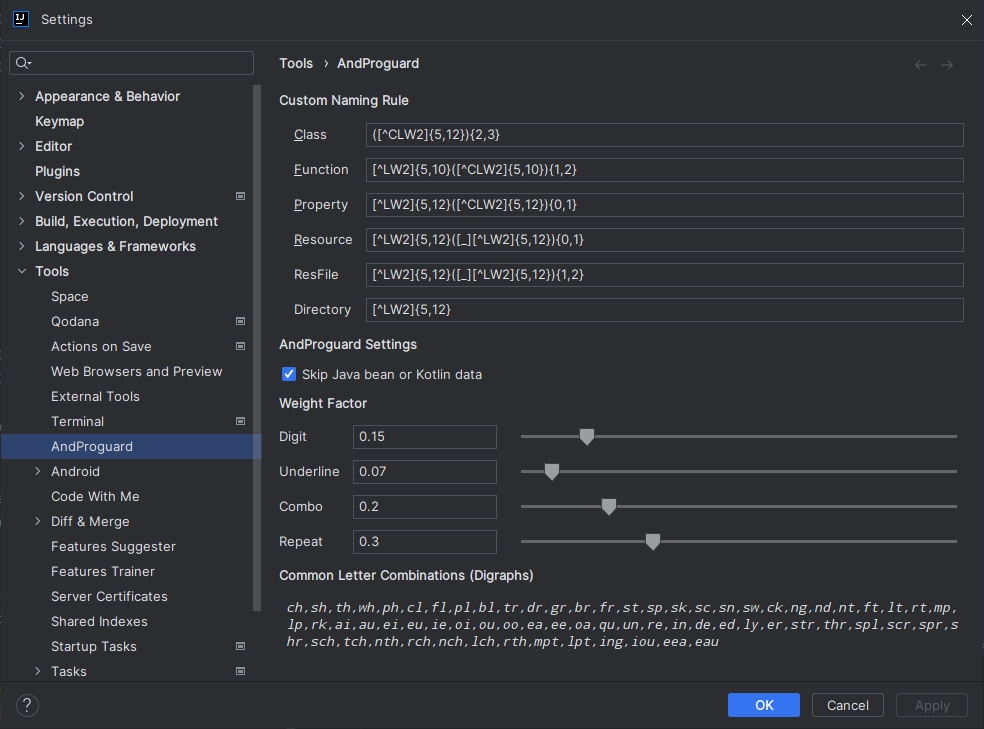 Settings
Appearance & Behavior
Keymap
Editor
Plugins
Version Control
Build, Execution, Deployment
Languages & Frameworks
Tools
Space
Qodana
Actions on Save
Web Browsers and Preview
External Tools
Terminal
AndProguard
Android
Code With Me
Diff & Merge
Features Suggester
Features Trainer
Server Certificates
Shared Indexes
Startup Tasks
Tasks
Tools › AndProguard
Custom Naming Rule
Class ([^CLW2]{5,12}){2,3}
Function [^LW2]{5,10}([^CLW2]{5,10}){1,2}
Property [^LW2]{5,12}([^CLW2]{5,12}){0,1}
Resource [^LW2]{5,12}([_][^LW2]{5,12}){0,1}
ResFile [^LW2]{5,12}([_][^LW2]{5,12}){1,2}
Directory [^LW2]{5,12}
AndProguard Settings
Skip Java bean or Kotlin data
Weight Factor
Digit 0.15
Underline 0.07
Combo 0.2
Repeat 0.3
Common Letter Combinations (Digraphs)
ch,sh,th,wh,ph,cl,fl,pl,bl,tr,dr,gr,br,fr,st,sp,sk,sc,sn,sw,ck,ng,nd,nt,ft,lt,rt,mp,
lp,rk,ai,au,ei,eu,ie,oi,ou,oo,ea,ee,oa,qu,un,re,in,de,ed,ly,er,str,thr,spl,scr,spr,s
hr,sch,tch,nth,rch,nch,lch,rth,mpt,lpt,ing,iou,eea,eau
?
OK Cancel Apply